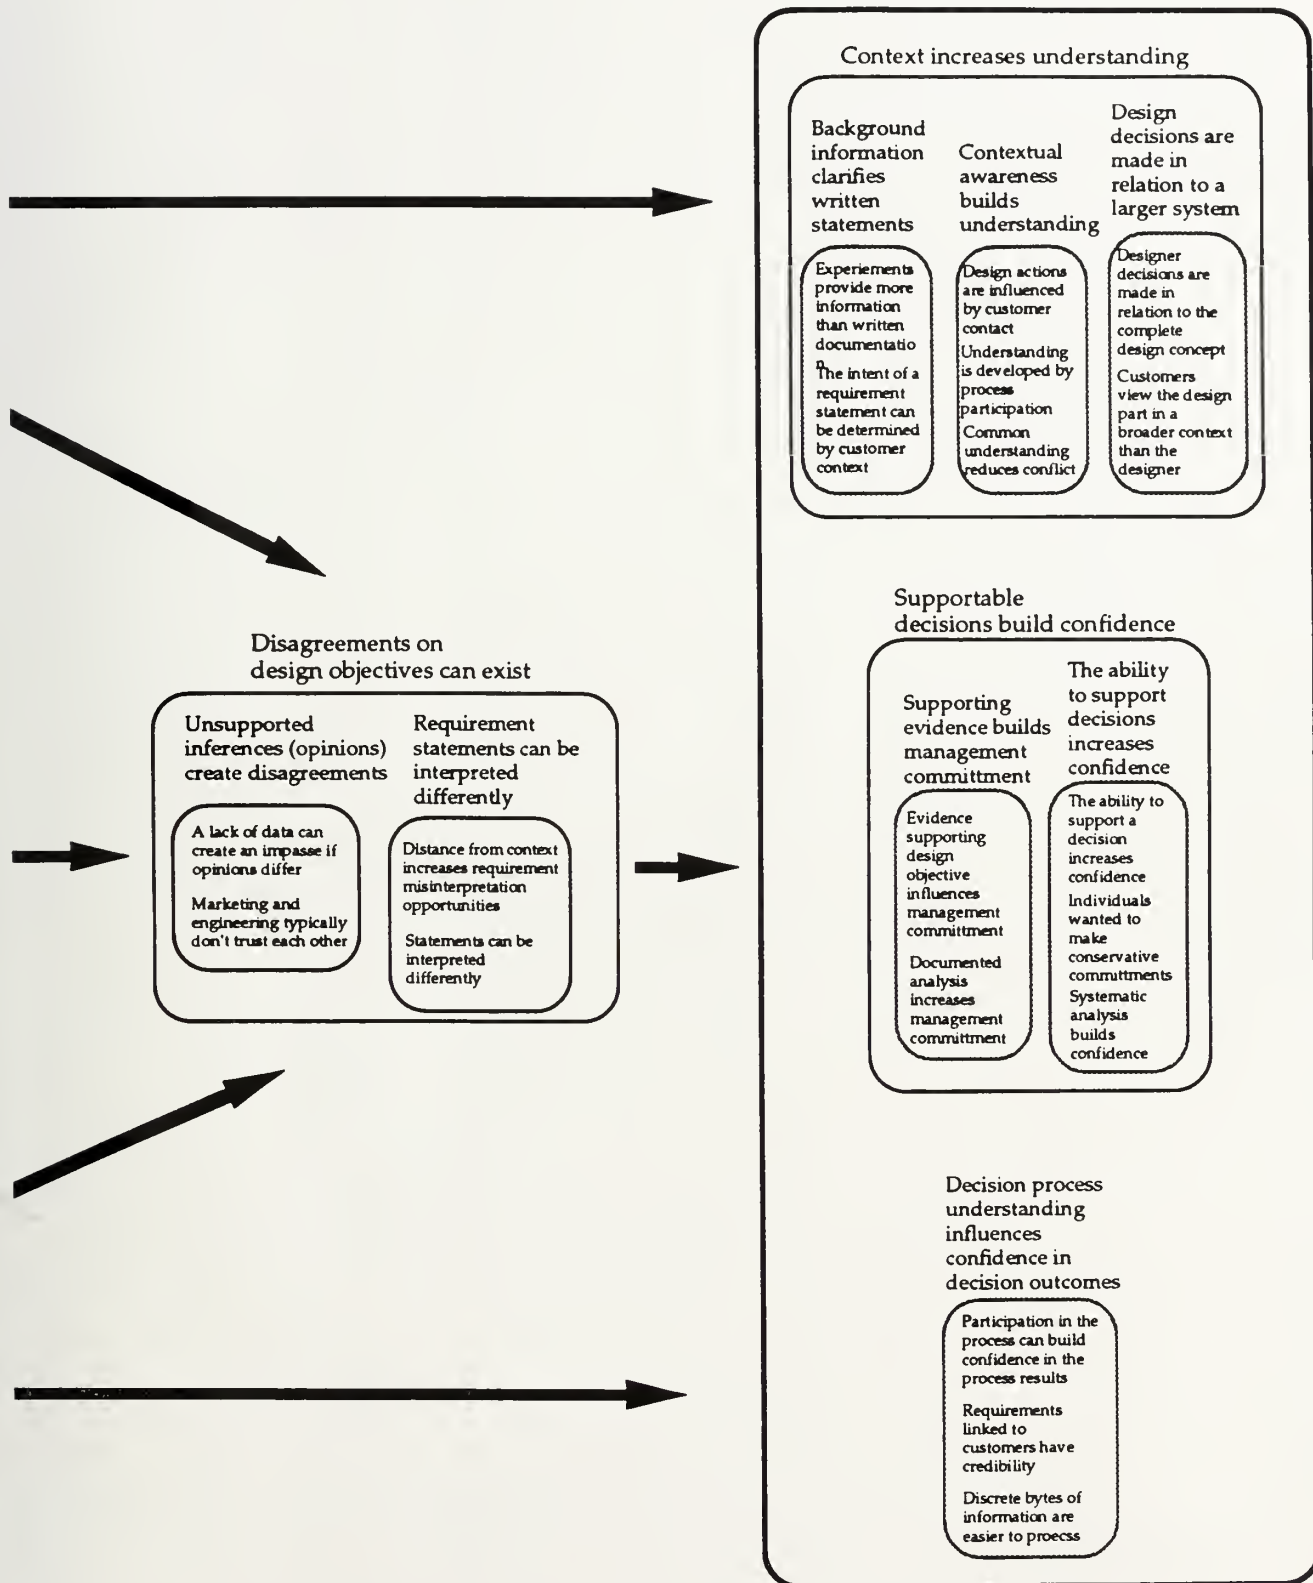 Context increases understanding
Background
information
clarifies
written
statements
Experiements
provide more
information
than written
documentatio
n
The intent of a
requirement
statement can
be determined
by customer
context
Contextual
awareness
builds
understanding
Design actions
are influenced
by customer
contact
Understanding
is developed by
process
participation
Common
understanding
reduces conflict
Design
decisions are
made in
relation to a
larger system
Designer
decisions are
made in
relation to the
complete
design concept
Customers
view the design
part in a
broader context
than the
designer
Disagreements on
design objectives can exist
Unsupported
inferences (opinions)
create disagreements
A lack of data can
create an impasse if
opinions differ
Marketing and
engineering typically
don't trust each other
Requirement
statements can be
interpreted
differently
Distance from context
increases requirement
misinterpretation
opportunities
Statements can be
interpreted
differently
Supportable
decisions build confidence
Supporting
evidence builds
management
committment
Evidence
supporting
design
objective
influences
management
committment
Documented
analysis
increases
management
committment
The ability
to support
decisions
increases
confidence
The ability to
support a
decision
increases
confidence
Individuals
wanted to
make
conservative
committments
Systematic
analysis
builds
confidence
Decision process
understanding
influences
confidence in
decision outcomes
Participation in the
process can build
confidence in the
process results
Requirements
linked to
customers have
credibility
Discrete bytes of
information are
easier to proecss